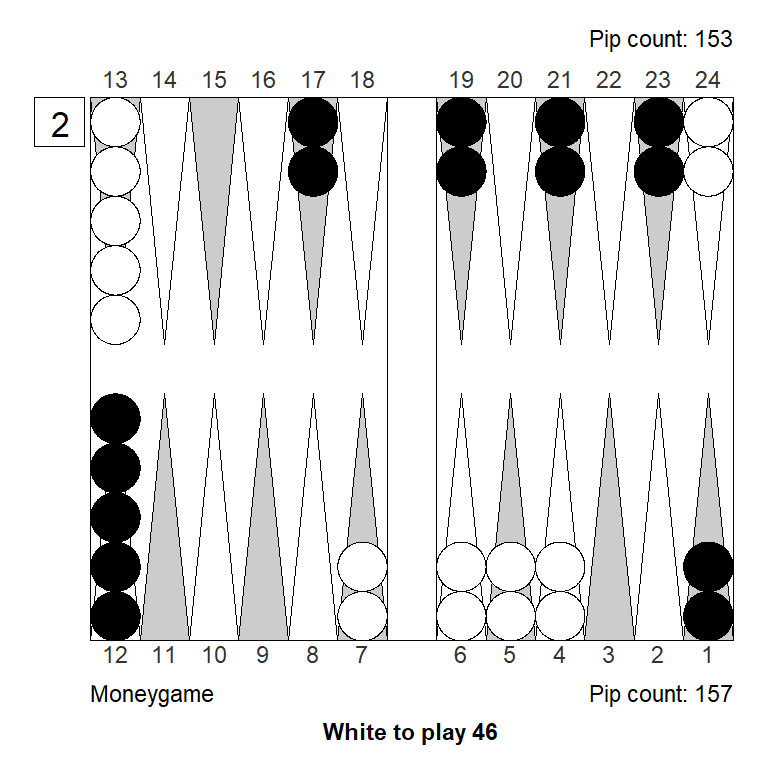 Pip count: 153
13 14 15 16 17 18 19 20 21 22 23 24
2
12 11 10 9 8 7 6 5 4 3 2 1
Moneygame Pip count: 157
White to play 46